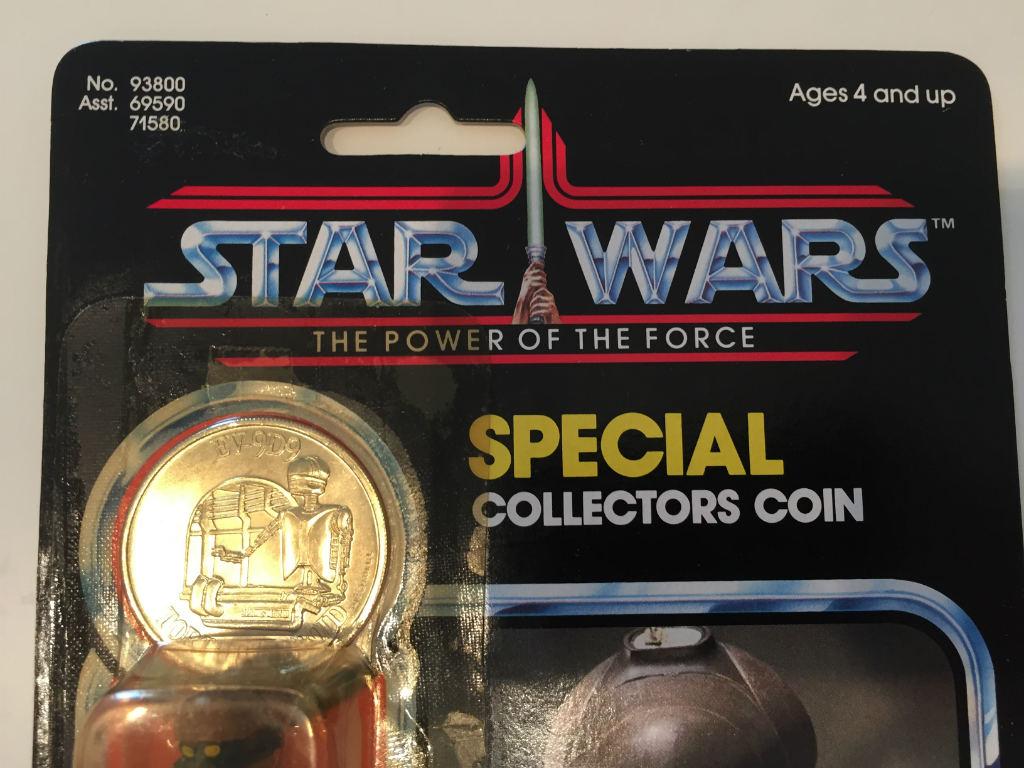 No. 93800
Asst. 69590
71580
Ages 4 and up
STAR WARS™
THE POWER OF THE FORCE
SPECIAL
COLLECTORS COIN
EV-9D9